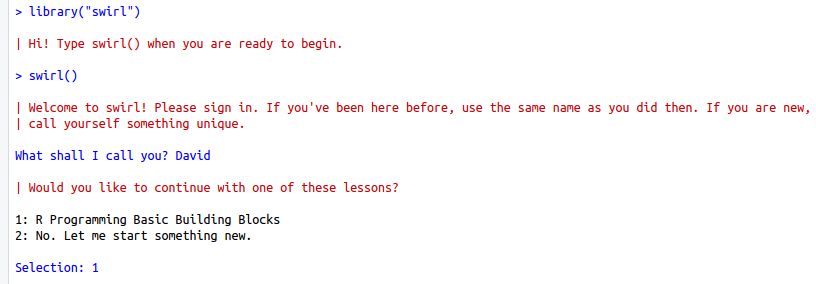 > library("swirl")
| Hi! Type swirl() when you are ready to begin.
> swirl()
| Welcome to swirl! Please sign in. If you've been here before, use the same name as you did then. If you are new,
| call yourself something unique.
What shall I call you? David
| Would you like to continue with one of these lessons?
1: R Programming Basic Building Blocks
2: No. Let me start something new.
Selection: 1